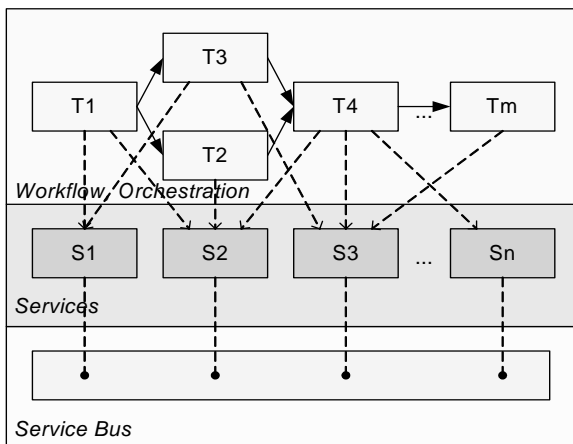 T3
T1
T4
...
Tm
T2
Workflow, Orchestration
S1
S2
S3
...
Sn
Services
Service Bus